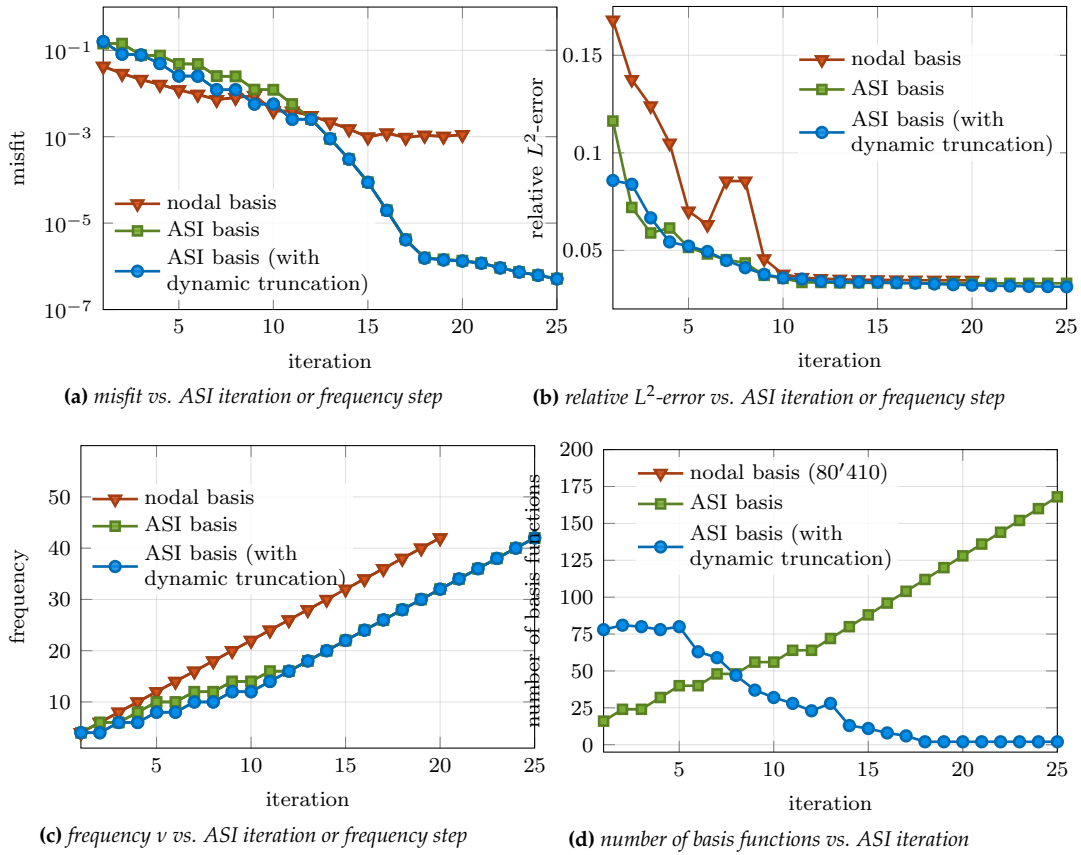 10⁻¹
10⁻³
10⁻⁵
10⁻⁷
misfit
nodal basis
ASI basis
ASI basis (with
dynamic truncation)
5
10
15
20
25
iteration
(a) misfit vs. ASI iteration or frequency step
0.15
0.1
0.05
relative L²-error
nodal basis
ASI basis
ASI basis (with
dynamic truncation)
5
10
15
20
25
iteration
(b) relative L²-error vs. ASI iteration or frequency step
50
40
30
20
10
frequency
nodal basis
ASI basis
ASI basis (with
dynamic truncation)
5
10
15
20
25
iteration
(c) frequency ν vs. ASI iteration or frequency step
200
175
150
125
100
75
50
25
0
number of basis functions
nodal basis (80′410)
ASI basis
ASI basis (with
dynamic truncation)
5
10
15
20
25
iteration
(d) number of basis functions vs. ASI iteration